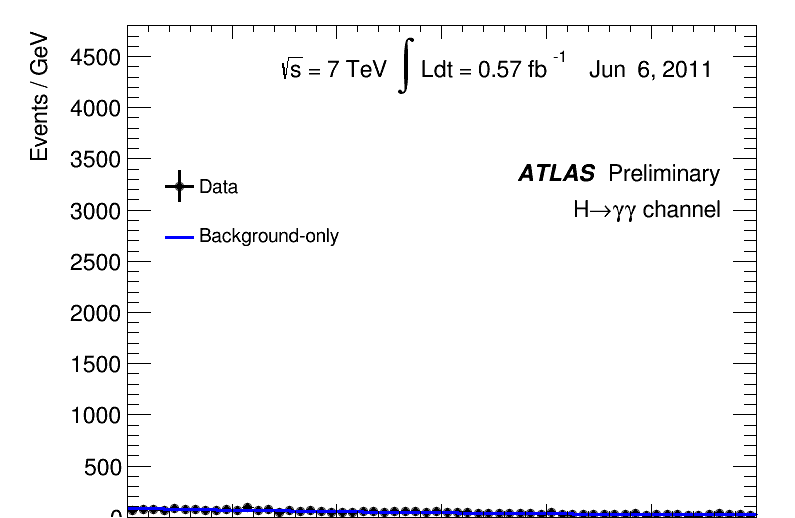 Events / GeV
4500
4000
3500
3000
2500
2000
1500
1000
500
0
√s = 7 TeV ∫ Ldt = 0.57 fb⁻¹ Jun 6, 2011
ATLAS Preliminary
H→γγ channel
Data
Background-only